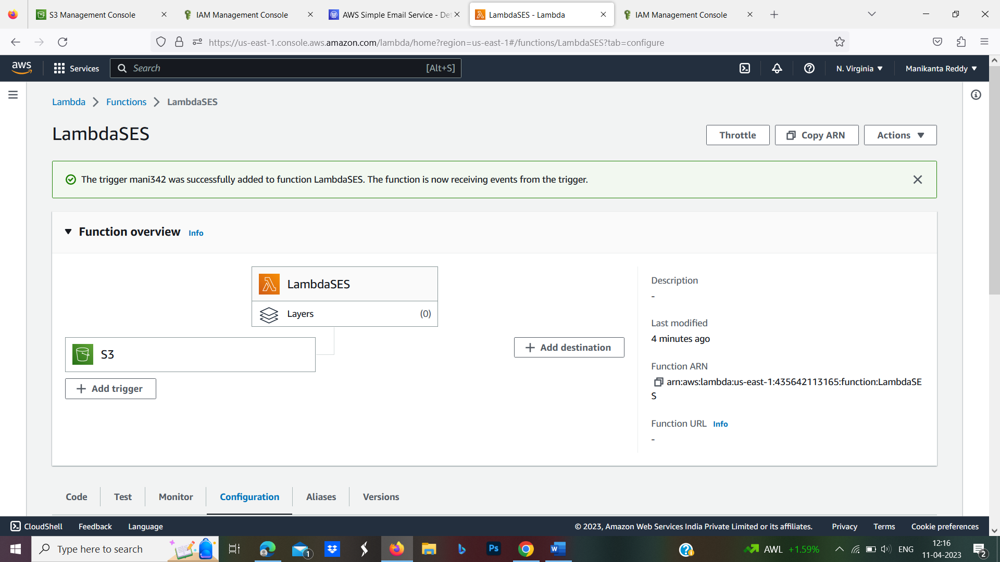 S3 Management Console
IAM Management Console
AWS Simple Email Service - Det
LambdaSES - Lambda
IAM Management Console
https://us-east-1.console.aws.amazon.com/lambda/home?region=us-east-1#/functions/LambdaSES?tab=configure
aws
Services
Search
[Alt+S]
N. Virginia
Manikanta Reddy
Lambda
Functions
LambdaSES
LambdaSES
Throttle
Copy ARN
Actions
The trigger mani342 was successfully added to function LambdaSES. The function is now receiving events from the trigger.
Function overview
Info
LambdaSES
Layers
(0)
S3
+ Add trigger
+ Add destination
Description
-
Last modified
4 minutes ago
Function ARN
arn:aws:lambda:us-east-1:435642113165:function:LambdaSE
S
Function URL
Info
-
Code
Test
Monitor
Configuration
Aliases
Versions
CloudShell
Feedback
Language
© 2023, Amazon Web Services India Private Limited or its affiliates.
Privacy
Terms
Cookie preferences
Type here to search
1
Ps
W
AWL +1.59%
ENG
12:16
11-04-2023
2